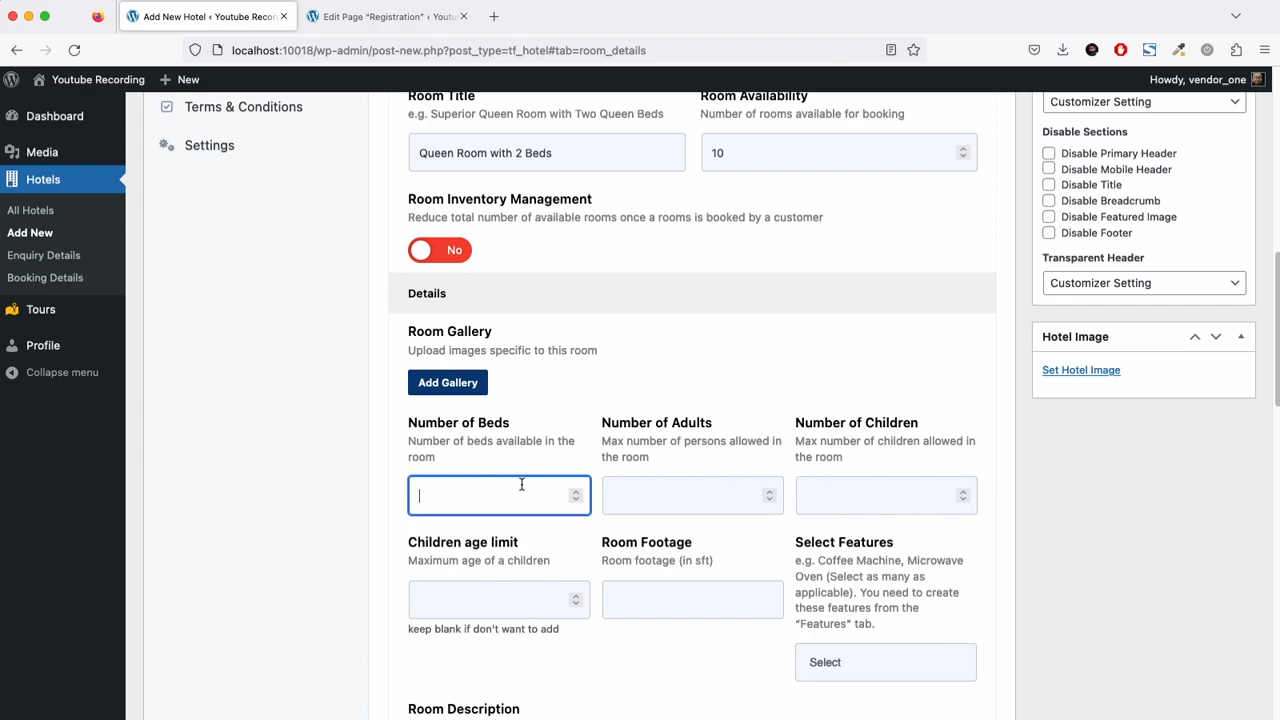 Add New Hotel ‹ Youtube Recor
Edit Page "Registration" ‹ Youtu
localhost:10018/wp-admin/post-new.php?post_type=tf_hotel#tab=room_details
Youtube Recording
New
Howdy, vendor_one
Dashboard
Media
Hotels
All Hotels
Add New
Enquiry Details
Booking Details
Tours
Profile
Collapse menu
Terms & Conditions
Settings
Room Title
e.g. Superior Queen Room with Two Queen Beds
Queen Room with 2 Beds
Room Availability
Number of rooms available for booking
10
Room Inventory Management
Reduce total number of available rooms once a rooms is booked by a customer
No
Details
Room Gallery
Upload images specific to this room
Add Gallery
Number of Beds
Number of beds available in the
room
Number of Adults
Max number of persons allowed in
the room
Number of Children
Max number of children allowed in
the room
Children age limit
Maximum age of a children
keep blank if don't want to add
Room Footage
Room footage (in sft)
Select Features
e.g. Coffee Machine, Microwave
Oven (Select as many as
applicable). You need to create
these features from the
"Features" tab.
Select
Room Description
Customizer Setting
Disable Sections
Disable Primary Header
Disable Mobile Header
Disable Title
Disable Breadcrumb
Disable Featured Image
Disable Footer
Transparent Header
Customizer Setting
Hotel Image
Set Hotel Image